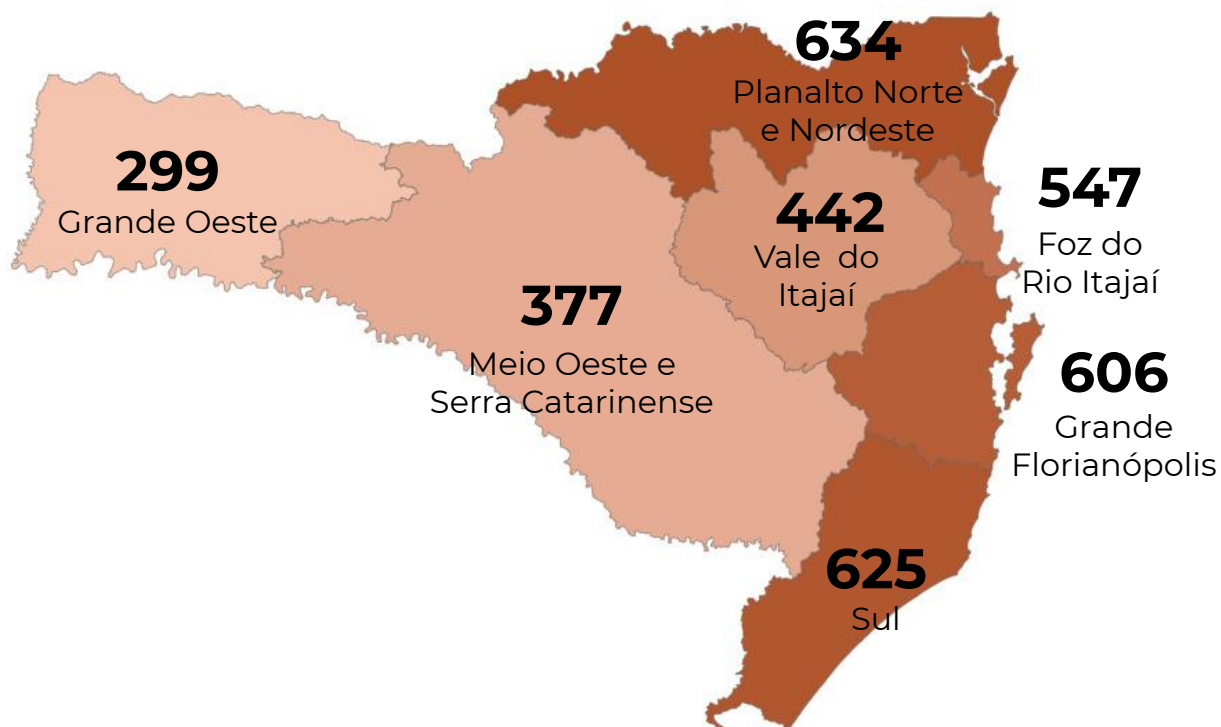 634
Planalto Norte
e Nordeste
299
Grande Oeste
442
Vale do
Itajaí
547
Foz do
Rio Itajaí
377
Meio Oeste e
Serra Catarinense
606
Grande
Florianópolis
625
Sul